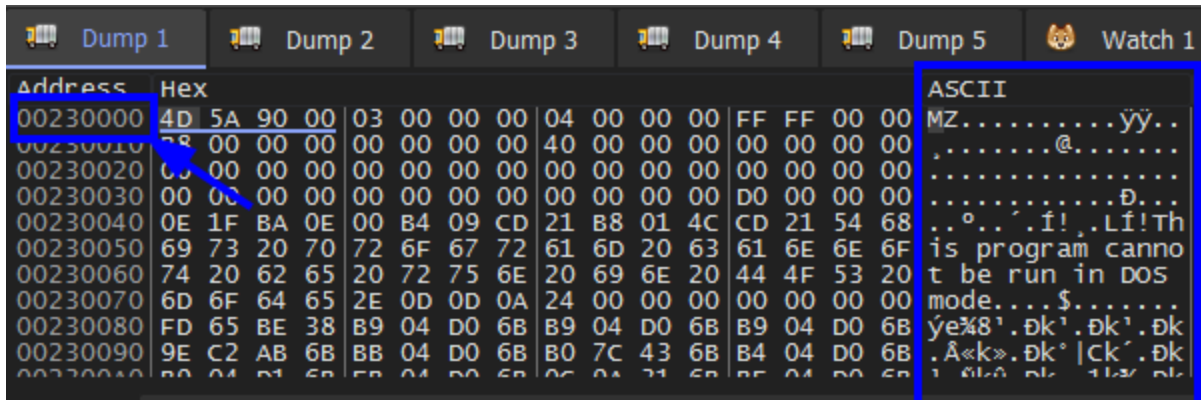 Dump 1 Dump 2 Dump 3 Dump 4 Dump 5 Watch 1
Address Hex ASCII
00230000 4D 5A 90 00 03 00 00 00 04 00 00 00 FF FF 00 00 MZ..........ÿÿ..
00230010 B8 00 00 00 00 00 00 00 40 00 00 00 00 00 00 00 ¸.......@.......
00230020 00 00 00 00 00 00 00 00 00 00 00 00 00 00 00 00 ................
00230030 00 00 00 00 00 00 00 00 00 00 00 00 D0 00 00 00 ............Ð...
00230040 0E 1F BA 0E 00 B4 09 CD 21 B8 01 4C CD 21 54 68 ..º..´.Í!¸.LÍ!Th
00230050 69 73 20 70 72 6F 67 72 61 6D 20 63 61 6E 6E 6F is program canno
00230060 74 20 62 65 20 72 75 6E 20 69 6E 20 44 4F 53 20 t be run in DOS
00230070 6D 6F 64 65 2E 0D 0D 0A 24 00 00 00 00 00 00 00 mode....$.......
00230080 FD 65 BE 38 B9 04 D0 6B B9 04 D0 6B B9 04 D0 6B ýe¾8¹.Ðk¹.Ðk¹.Ðk
00230090 9E C2 AB 6B BB 04 D0 6B B0 7C 43 6B B4 04 D0 6B .Â«k».Ðk°|Ck´.Ðk